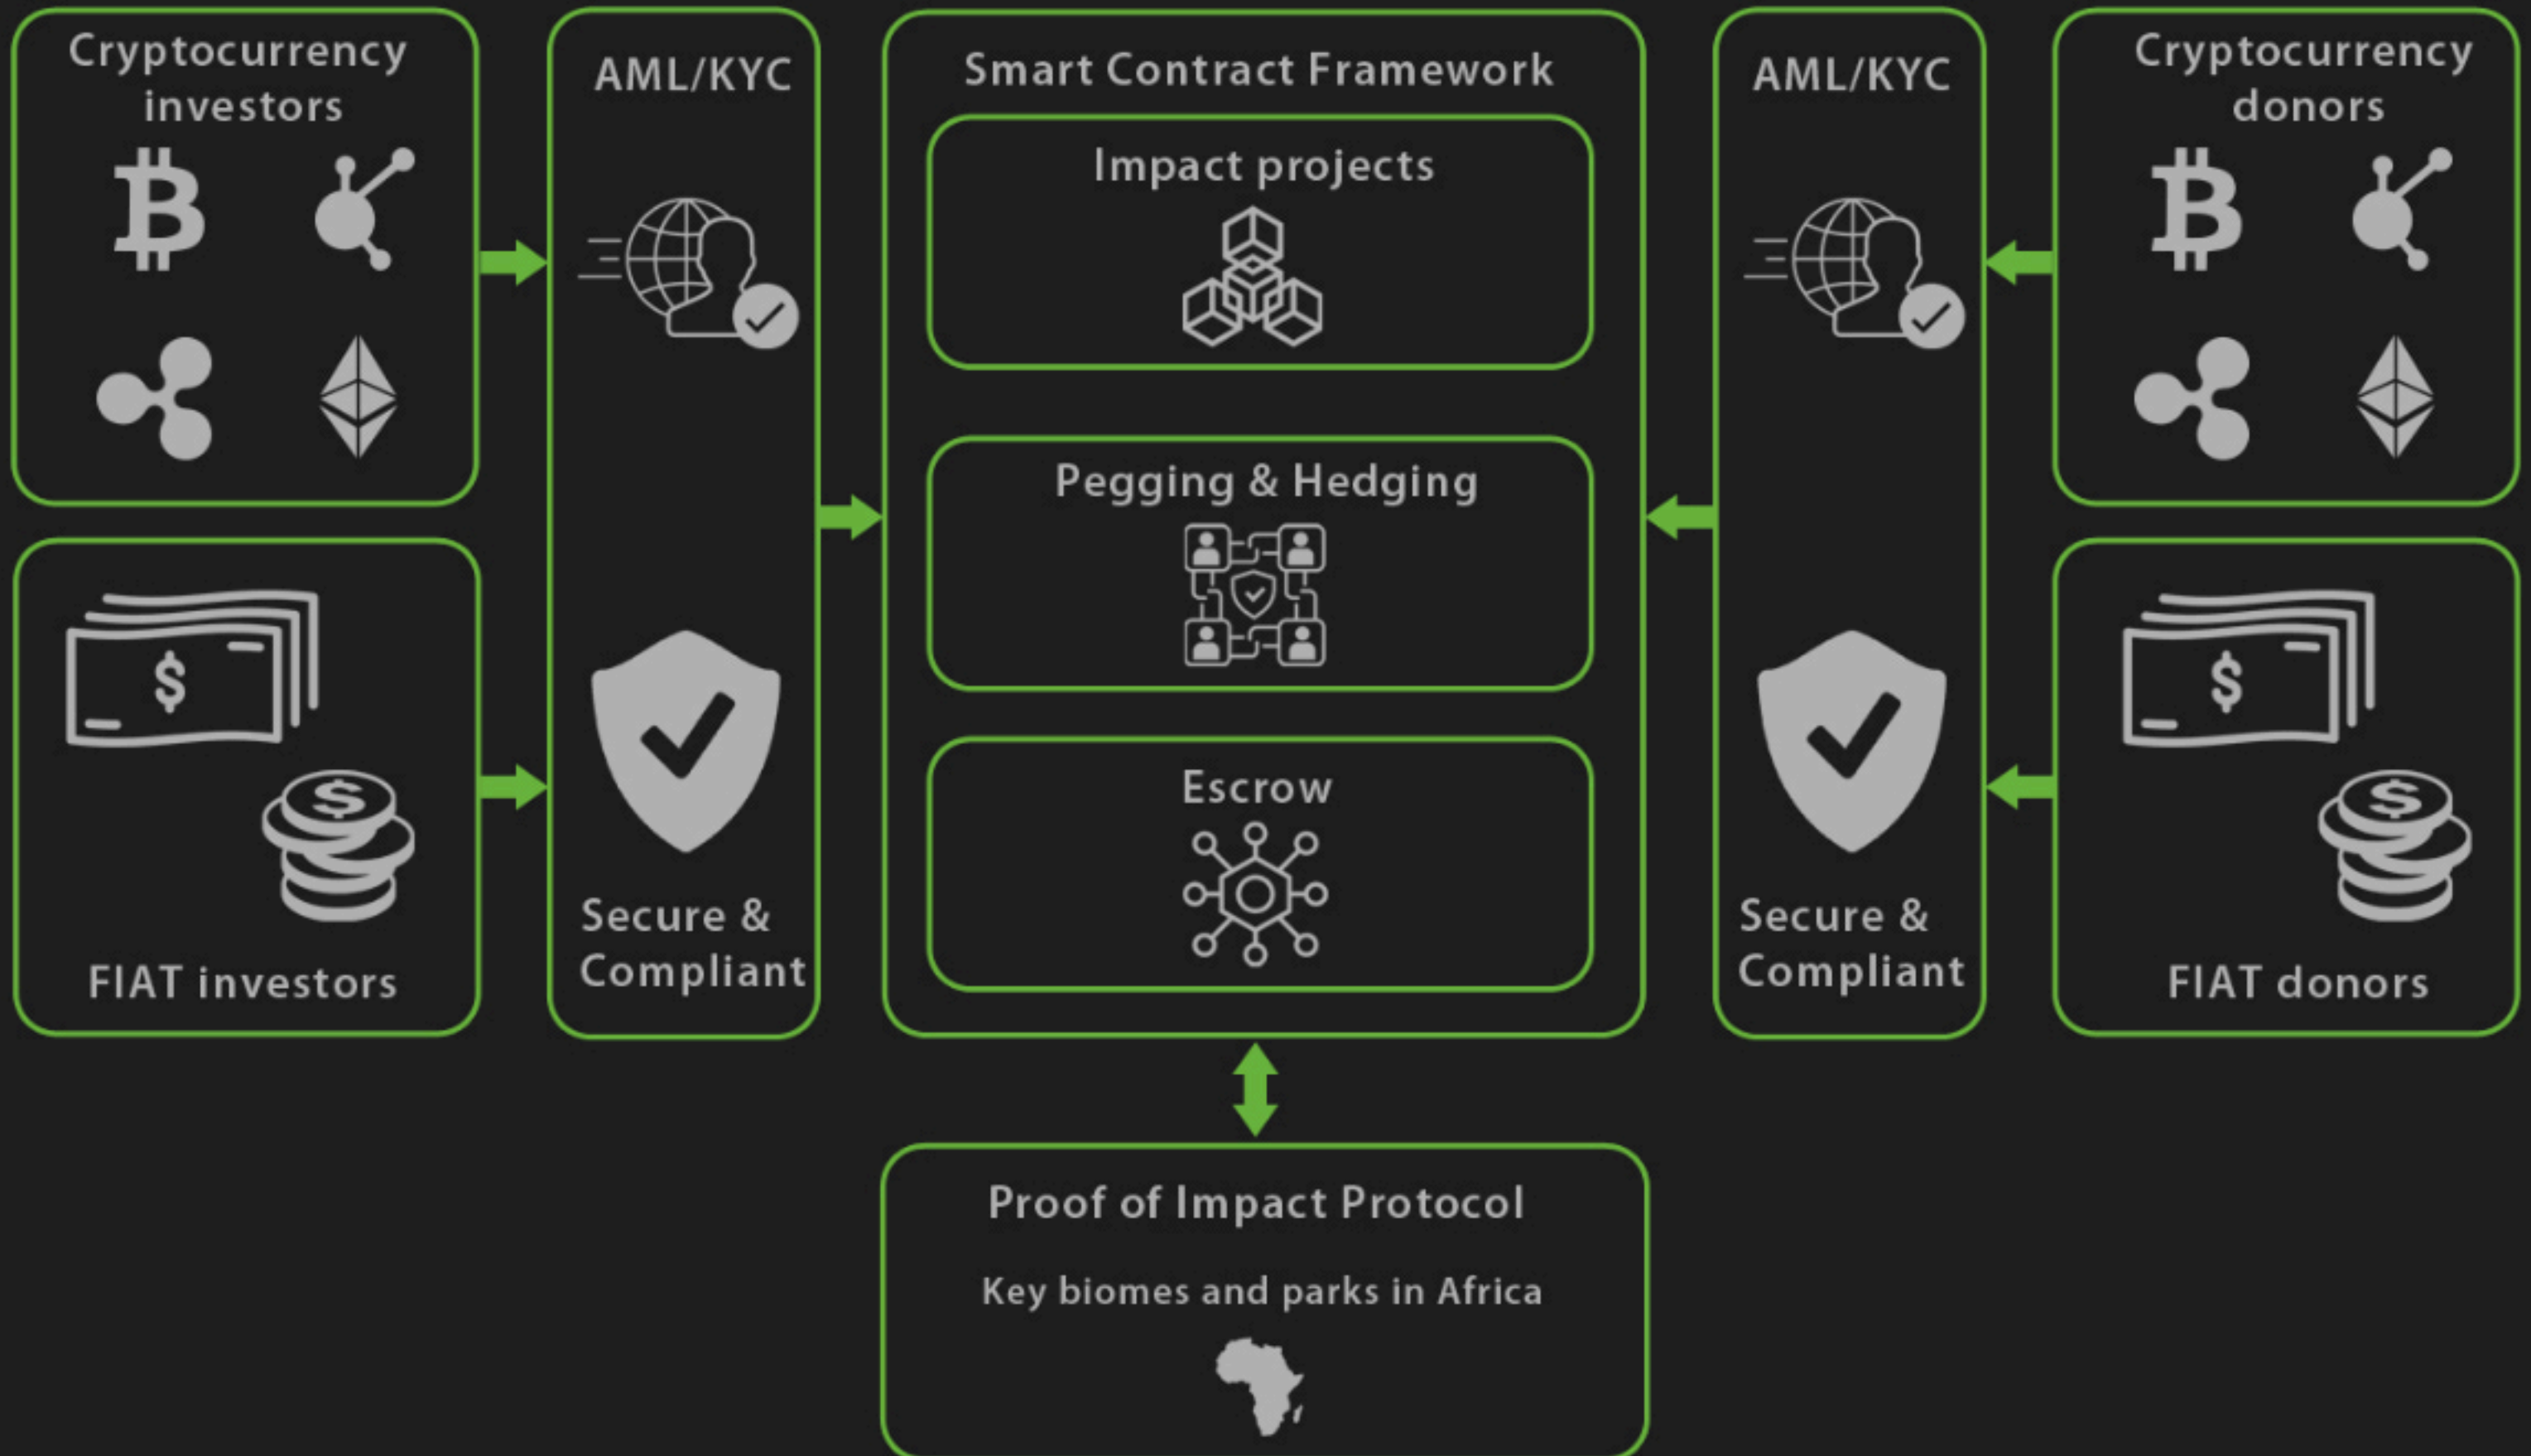 Cryptocurrency
investors
FIAT investors
AML/KYC
Secure &
Compliant
Smart Contract Framework
Impact projects
Pegging & Hedging
Escrow
AML/KYC
Secure &
Compliant
Cryptocurrency
donors
FIAT donors
Proof of Impact Protocol
Key biomes and parks in Africa